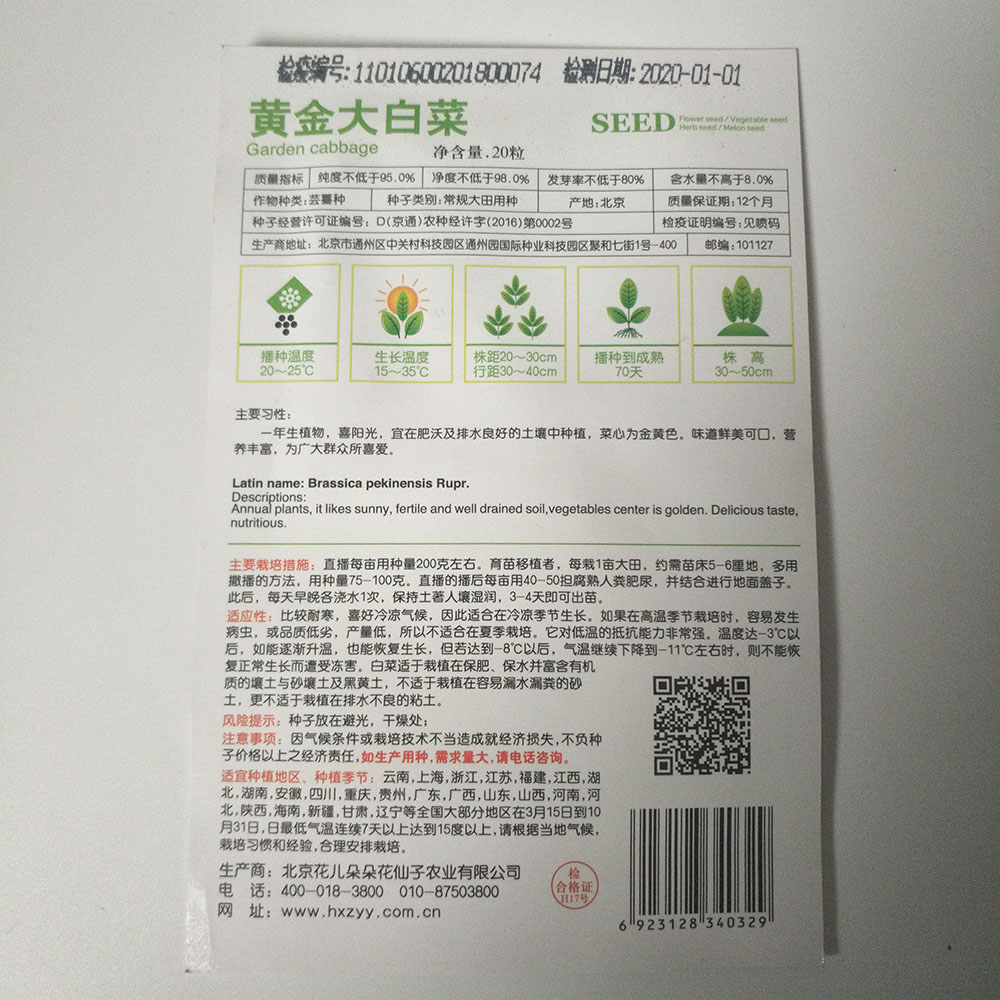 检疫编号:11010600201800074 检测日期:2020-01-01
黄金大白菜
Garden cabbage
净含量.20粒
SEED
Flower seed / Vegetable seed
Herb seed / Melon seed
质量指标 纯度不低于95.0% 净度不低于98.0% 发芽率不低于80% 含水量不高于8.0%
作物种类:芸薹种 种子类别:常规大田用种 产地:北京 质量保证期:12个月
种子经营许可证编号:D(京通)农种经许字(2016)第0002号 检疫证明编号:见喷码
生产商地址:北京市通州区中关村科技园区通州园国际种业科技园区聚和七街1号-400 邮编:101127
播种温度
20～25℃
生长温度
15～35℃
株距20～30cm
行距30～40cm
播种到成熟
70天
株 高
30～50cm
主要习性:
一年生植物，喜阳光，宜在肥沃及排水良好的土壤中种植，菜心为金黄色。味道鲜美可口，营
养丰富，为广大群众所喜爱。
Latin name: Brassica pekinensis Rupr.
Descriptions:
Annual plants, it likes sunny, fertile and well drained soil,vegetables center is golden. Delicious taste,
nutritious.
主要栽培措施：直播每亩用种量200克左右。育苗移植者，每栽1亩大田，约需苗床5-6厘地，多用
撒播的方法，用种量75-100克。直播的播后每亩用40-50担腐熟人粪肥尿，并结合进行地面盖子。
此后，每天早晚各浇水1次，保持土著人壤湿润，3-4天即可出苗。
适应性：比较耐寒，喜好冷凉气候，因此适合在冷凉季节生长。如果在高温季节栽培时，容易发生
病虫，或品质低劣，产量低，所以不适合在夏季栽培。它对低温的抵抗能力非常强。温度达-3℃以
后，如能逐渐升温，也能恢复生长，但若达到-8℃以后，气温继续下降到-11℃左右时，则不能恢
复正常生长而遭受冻害。白菜适于栽植在保肥、保水并富含有机
质的壤土与砂壤土及黑黄土，不适于栽植在容易漏水漏粪的砂
土，更不适于栽植在排水不良的粘土。
风险提示：种子放在避光，干燥处;
注意事项：因气候条件或栽培技术不当造成就经济损失,不负种
子价格以上之经济责任,如生产用种,需求量大,请电话咨询。
适宜种植地区、种植季节：云南,上海,浙江,江苏,福建,江西,湖
北,湖南,安徽,四川,重庆,贵州,广东,广西,山东,山西,河南,河
北,陕西,海南,新疆,甘肃,辽宁等全国大部分地区在3月15日到10
月31日,日最低气温连续7天以上达到15度以上,请根据当地气候,
栽培习惯和经验,合理安排栽培。
生产商：北京花儿朵朵花仙子农业有限公司
电 话：400-018-3800 010-87503800
网 址：www.hxzyy.com.cn
检
合格证
H17号
6 923128 340329